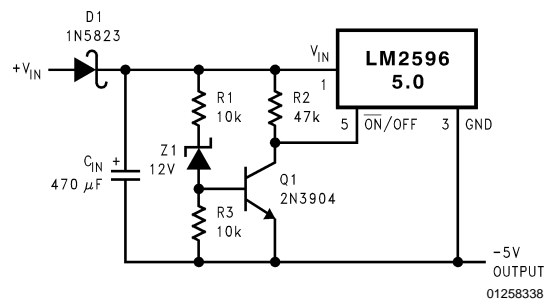 D1
1N5823
+VIN
VIN
1
LM2596
5.0
5
ON/OFF
3
GND
R1
10k
R2
47k
Z1
12V
CIN
+
470 μF
Q1
2N3904
R3
10k
−5V
OUTPUT
01258338